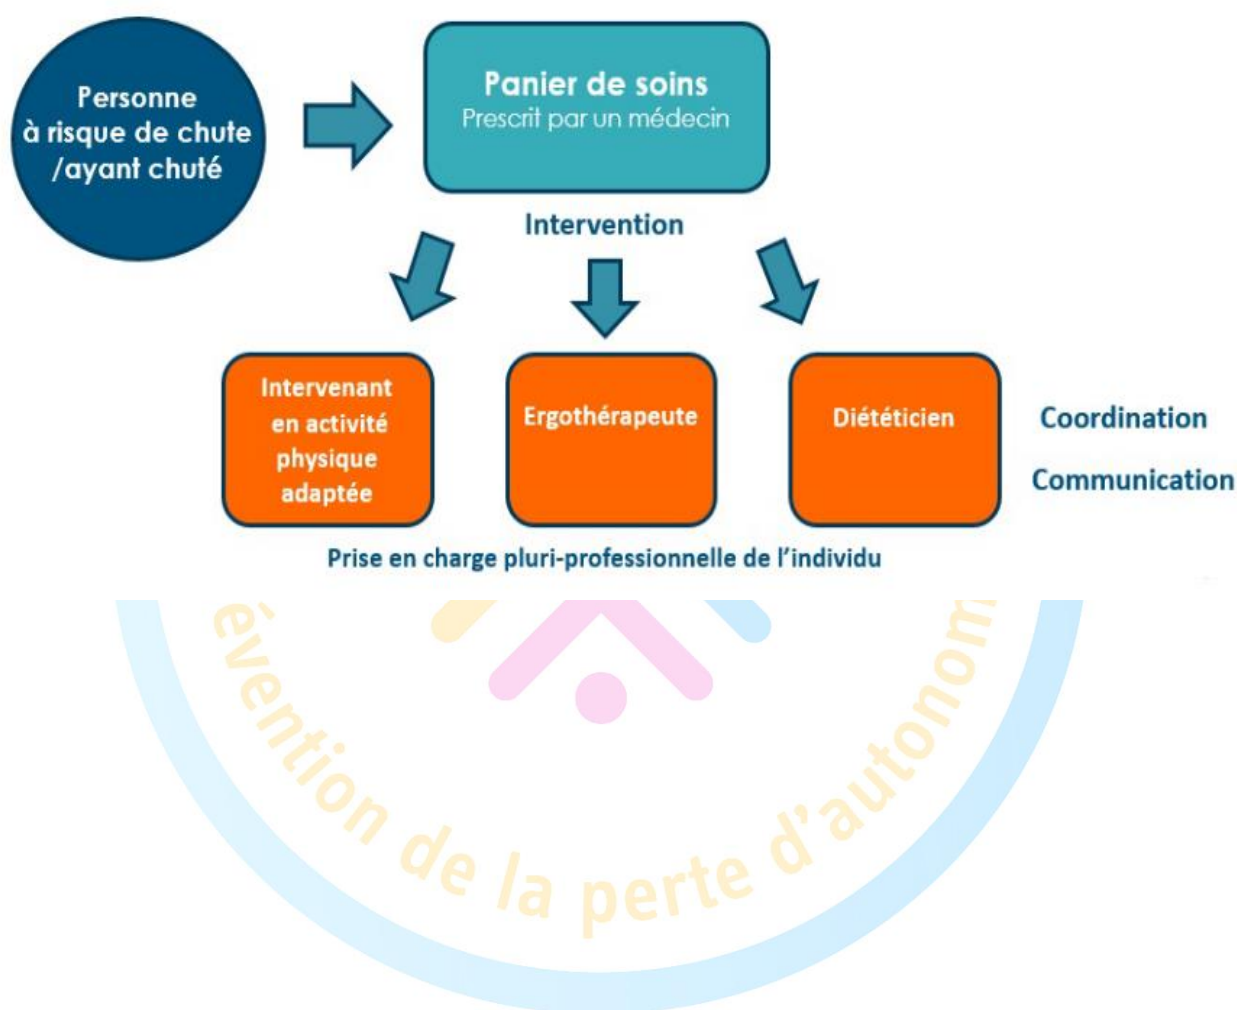 Personne
à risque de chute
/ayant chuté
Panier de soins
Prescrit par un médecin
Intervention
Intervenant
en activité
physique
adaptée
Ergothérapeute
Diététicien
Coordination
Communication
Prise en charge pluri-professionnelle de l'individu
évention de la perte d'autonom